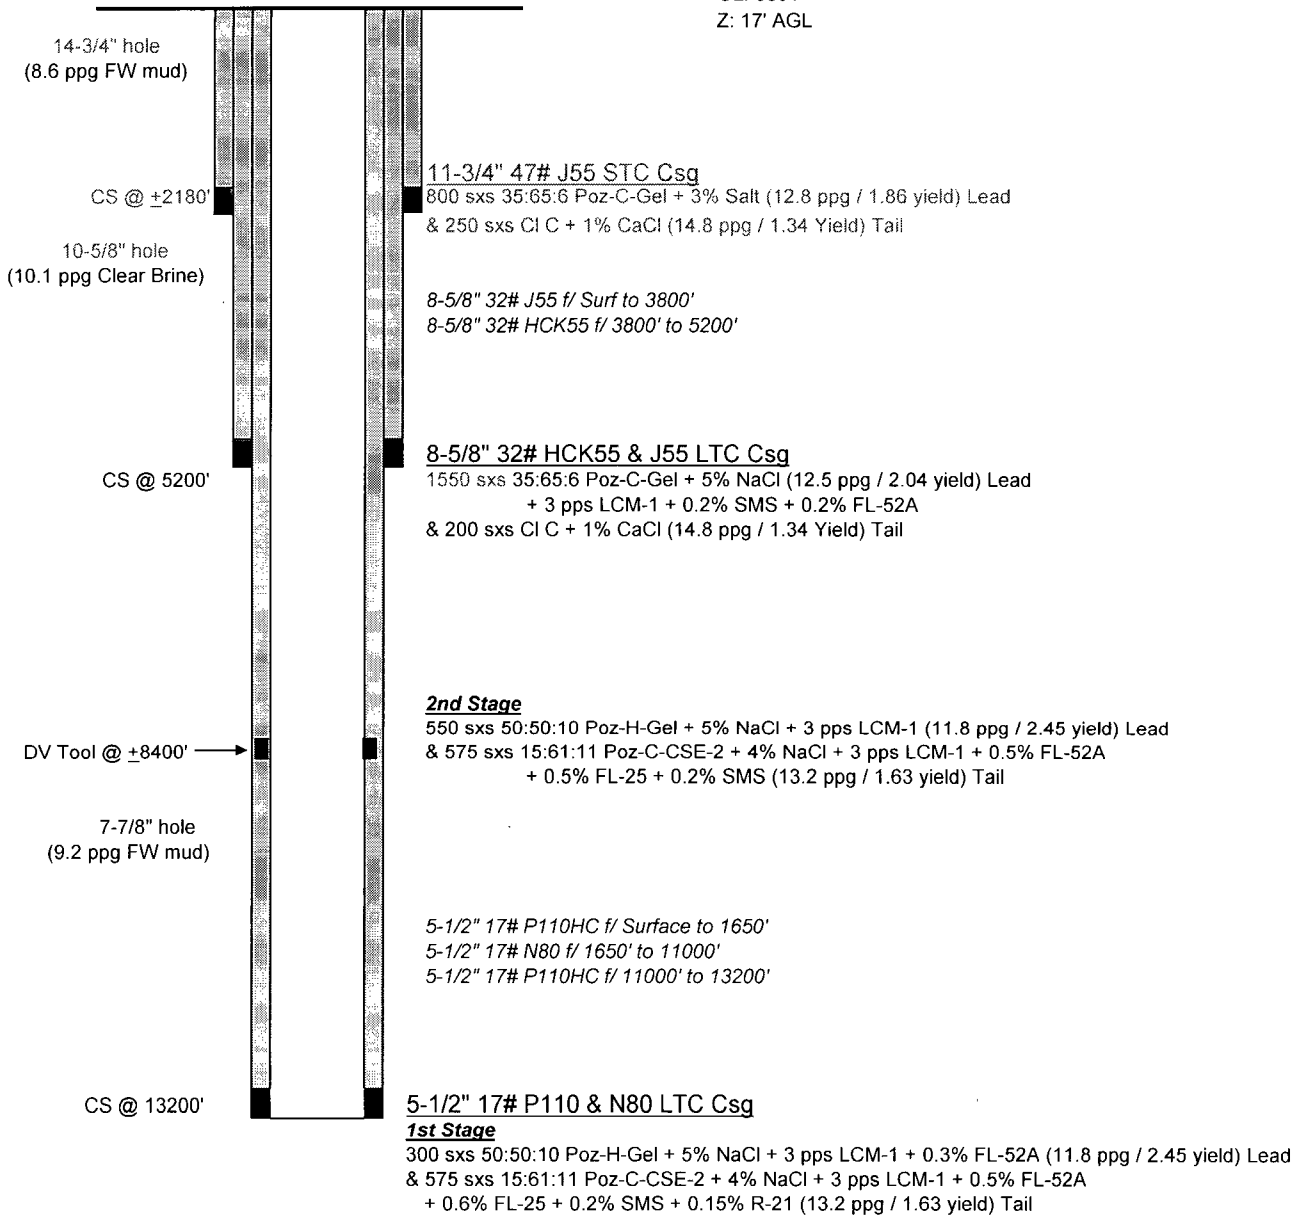 Z: 17' AGL
14-3/4" hole
(8.6 ppg FW mud)
11-3/4" 47# J55 STC Csg
CS @ ±2180'
800 sxs 35:65:6 Poz-C-Gel + 3% Salt (12.8 ppg / 1.86 yield) Lead
& 250 sxs Cl C + 1% CaCl (14.8 ppg / 1.34 Yield) Tail
10-5/8" hole
(10.1 ppg Clear Brine)
8-5/8" 32# J55 f/ Surf to 3800'
8-5/8" 32# HCK55 f/ 3800' to 5200'
8-5/8" 32# HCK55 & J55 LTC Csg
CS @ 5200'
1550 sxs 35:65:6 Poz-C-Gel + 5% NaCl (12.5 ppg / 2.04 yield) Lead
+ 3 pps LCM-1 + 0.2% SMS + 0.2% FL-52A
& 200 sxs Cl C + 1% CaCl (14.8 ppg / 1.34 Yield) Tail
2nd Stage
550 sxs 50:50:10 Poz-H-Gel + 5% NaCl + 3 pps LCM-1 (11.8 ppg / 2.45 yield) Lead
DV Tool @ ±8400'
& 575 sxs 15:61:11 Poz-C-CSE-2 + 4% NaCl + 3 pps LCM-1 + 0.5% FL-52A
+ 0.5% FL-25 + 0.2% SMS (13.2 ppg / 1.63 yield) Tail
7-7/8" hole
(9.2 ppg FW mud)
5-1/2" 17# P110HC f/ Surface to 1650'
5-1/2" 17# N80 f/ 1650' to 11000'
5-1/2" 17# P110HC f/ 11000' to 13200'
CS @ 13200'
5-1/2" 17# P110 & N80 LTC Csg
1st Stage
300 sxs 50:50:10 Poz-H-Gel + 5% NaCl + 3 pps LCM-1 + 0.3% FL-52A (11.8 ppg / 2.45 yield) Lead
& 575 sxs 15:61:11 Poz-C-CSE-2 + 4% NaCl + 3 pps LCM-1 + 0.5% FL-52A
+ 0.6% FL-25 + 0.2% SMS + 0.15% R-21 (13.2 ppg / 1.63 yield) Tail